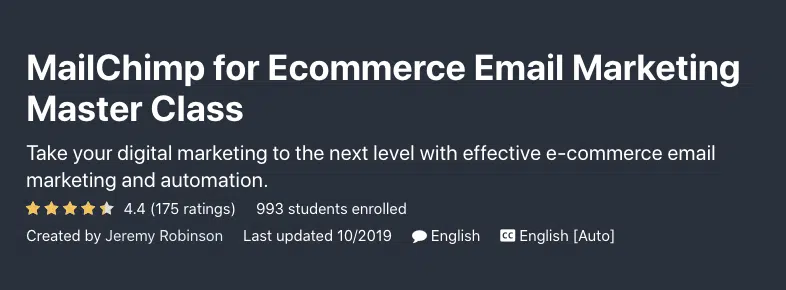 MailChimp for Ecommerce Email Marketing
Master Class
Take your digital marketing to the next level with effective e-commerce email
marketing and automation.
4.4 (175 ratings) 993 students enrolled
Created by Jeremy Robinson Last updated 10/2019 English CC English [Auto]